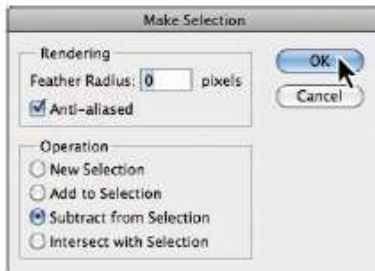 Make Selection
Rendering
Feather Radius: 0 pixels
Anti-aliased
OK
Cancel
Operation
New Selection
Add to Selection
Subtract from Selection
Intersect with Selection